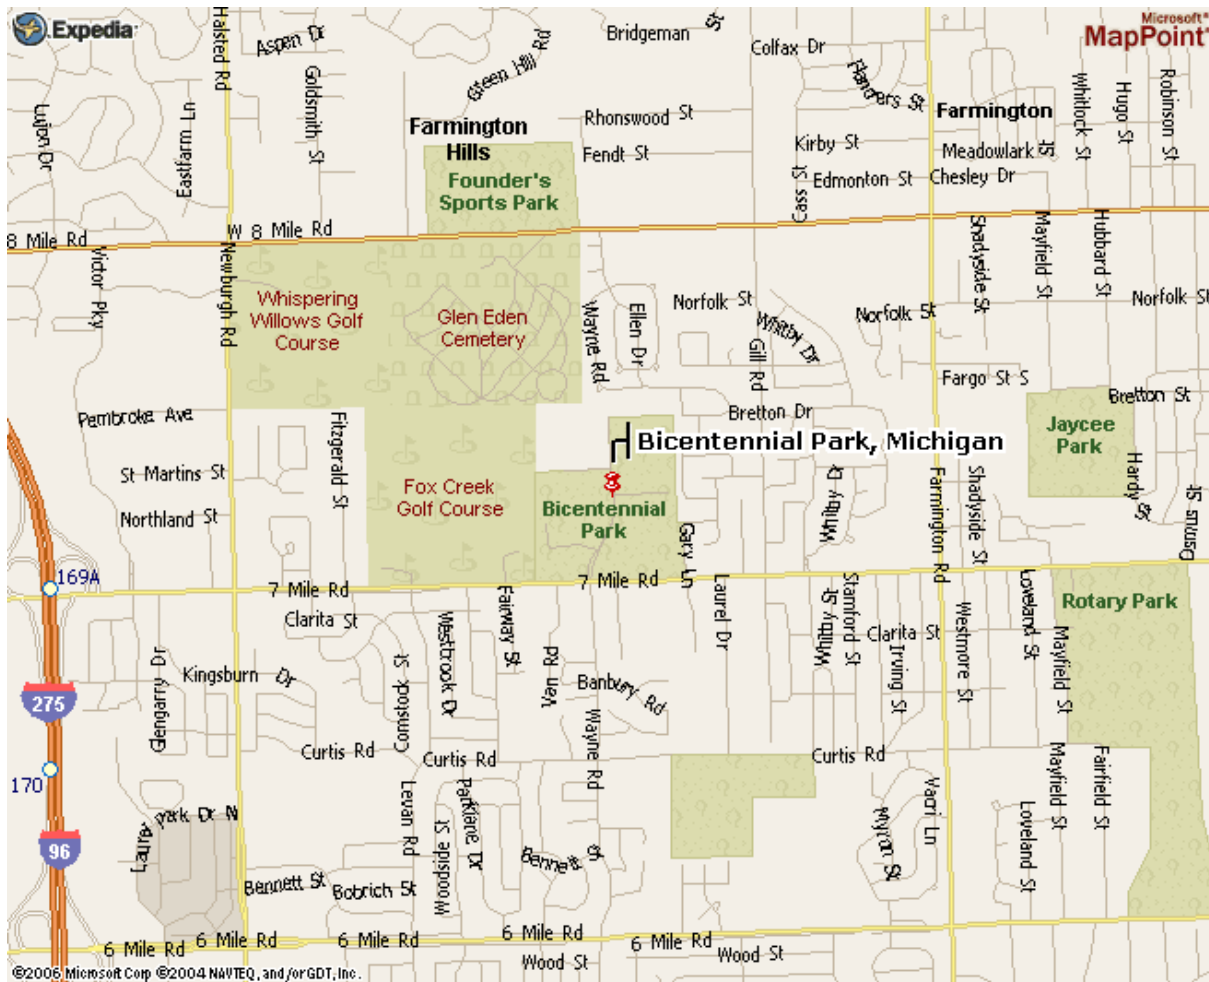 Expedia
Microsoft®
MapPoint®
Halsted Rd
Aspen Dr
Goldsmith St
Green Hill Rd
Bridgeman St
Colfax Dr
Flanders St
Farmington
Whitlock St
Hugo St
Robinson St
Lujon Dr
Eastfarm Ln
Farmington
Hills
Rhonswood St
Fendt St
Kirby St
Meadowlark St
Edmonton St
Chesley Dr
Cass St
Founder's
Sports Park
8 Mile Rd
W 8 Mile Rd
Victor Pky
Newburgh Rd
Shadyside St
Mayfield St
Hubbard St
Whispering
Willows Golf
Course
Glen Eden
Cemetery
Wayne Rd
Ellen Dr
Norfolk St
Whitby Dr
Gill Rd
Norfolk St
Norfolk St
Fargo St S
Bretton St
Pembroke Ave
Bretton Dr
Jaycee
Park
Bicentennial Park, Michigan
Fitzgerald St
St Martins St
Northland St
Fox Creek
Golf Course
Bicentennial
Park
Gary Ln
Whitby Dr
Farmington Rd
Shadyside St
Hardy St
Osmus St
169A
7 Mile Rd
7 Mile Rd
Laurel Dr
Whitby St
Stamford St
Clarita St
Irving St
Westmore St
Loveland St
Mayfield St
Rotary Park
Clarita St
Westbrook Dr
Fairway St
Van Rd
Banbury Rd
Wayne Rd
Glengarry Dr
Kingsburn Dr
Comstock St
275
Curtis Rd
Curtis Rd
Curtis Rd
Mayfield St
Fairfield St
170
96
Laurel Park Dr N
Levan Rd
Woodside St
Parklane Dr
Bennett Ct
Myron St
Vacri Ln
Loveland St
Bennett St
Bobrich St
6 Mile Rd
6 Mile Rd
6 Mile Rd
6 Mile Rd
6 Mile Rd
Wood St
Wood St
©2006 Microsoft Corp ©2004 NAVTEQ, and/or GDT, Inc.